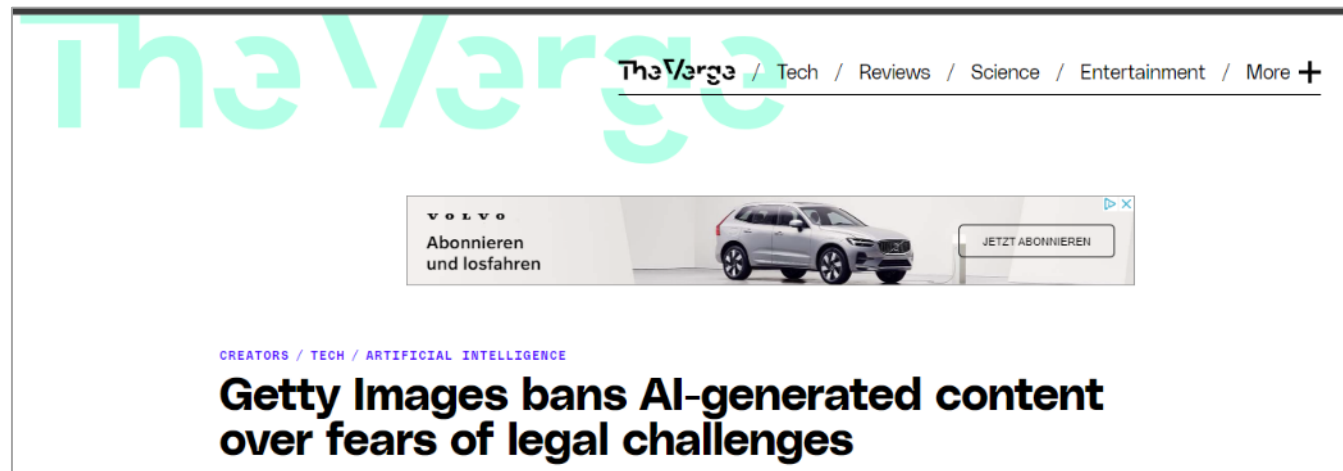 The Verge
The Verge / Tech / Reviews / Science / Entertainment / More +
VOLVO
Abonnieren
und losfahren
JETZT ABONNIEREN
CREATORS / TECH / ARTIFICIAL INTELLIGENCE
Getty Images bans AI-generated content
over fears of legal challenges